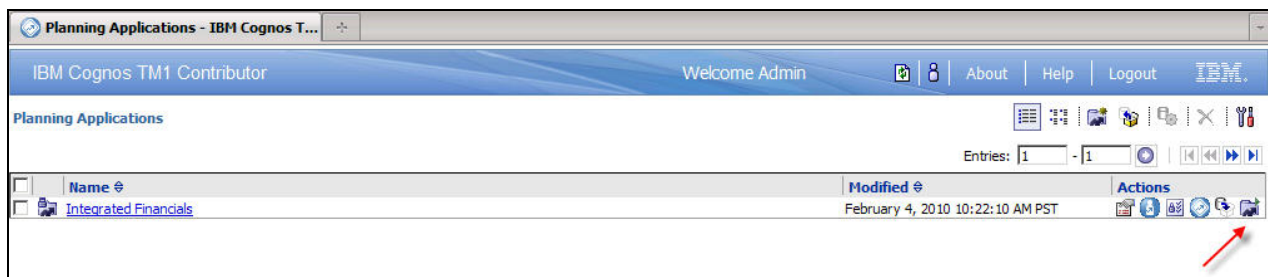 Planning Applications - IBM Cognos T...
IBM Cognos TM1 Contributor Welcome Admin About Help Logout IBM.
Planning Applications
Entries: 1 - 1
Name Modified Actions
Integrated Financials February 4, 2010 10:22:10 AM PST